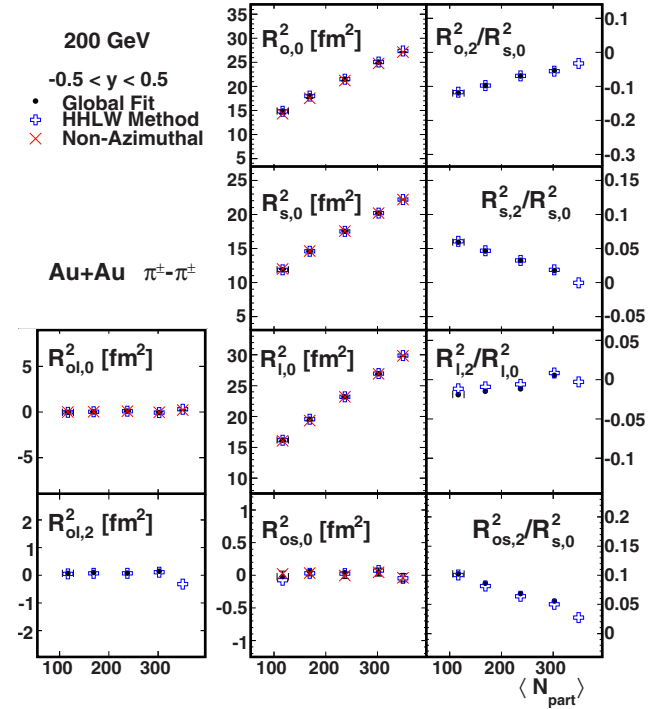 200 GeV
-0.5 < y < 0.5
Global Fit
HHLW Method
Non-Azimuthal
Au+Au π±-π±
R²o,0 [fm²]
35
30
25
20
15
10
5
R²o,2/R²s,0
0.1
0
-0.1
-0.2
-0.3
R²s,0 [fm²]
25
20
15
10
5
R²s,2/R²s,0
0.15
0.1
0.05
0
-0.05
R²ol,0 [fm²]
5
0
-5
R²l,0 [fm²]
30
25
20
15
10
R²l,2/R²l,0
0.05
0
-0.05
-0.1
R²ol,2 [fm²]
2
1
0
-1
-2
R²os,0 [fm²]
1
0.5
0
-0.5
-1
R²os,2/R²s,0
0.2
0.15
0.1
0.05
0
100 200 300
100 200 300
100 200 300
⟨ Npart ⟩